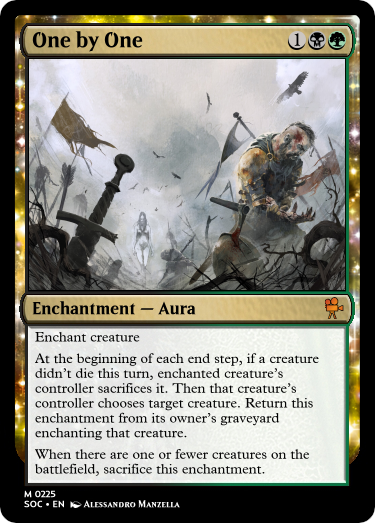 One by One
1
Enchantment — Aura
Enchant creature
At the beginning of each end step, if a creature
didn't die this turn, enchanted creature's
controller sacrifices it. Then that creature's
controller chooses target creature. Return this
enchantment from its owner's graveyard
enchanting that creature.
When there are one or fewer creatures on the
battlefield, sacrifice this enchantment.
M 0225
SOC • EN Alessandro Manzella